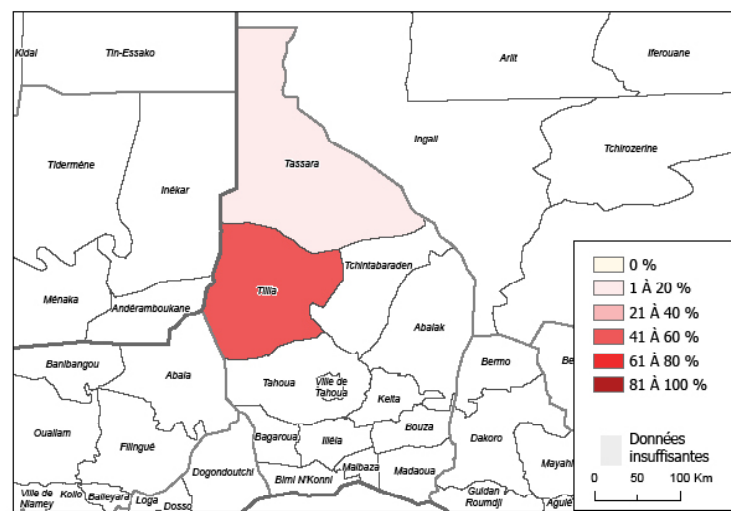 Kidal
Tin-Essako
Arlit
Iferouane
Tidermène
Inékar
Tassara
Ingall
Tchirozerine
Ménaka
Andéramboukane
Tillia
Tchintabaraden
Abalak
Banibangou
Abala
Tahoua
Ville de
Tahoua
Keita
Bermo
Be
Ouallam
Filingué
Bagaroua
Illéla
Bouza
Dakoro
Dogondoutchi
Birni N'Konni
Malbaza
Madaoua
Mayahi
Ville de
Niamey
Kollo
Balleyara
Loga
Dosso
Guidan
Roumdji
Aguié
0 %
1 À 20 %
21 À 40 %
41 À 60 %
61 À 80 %
81 À 100 %
Données
insuffisantes
0 50 100 Km